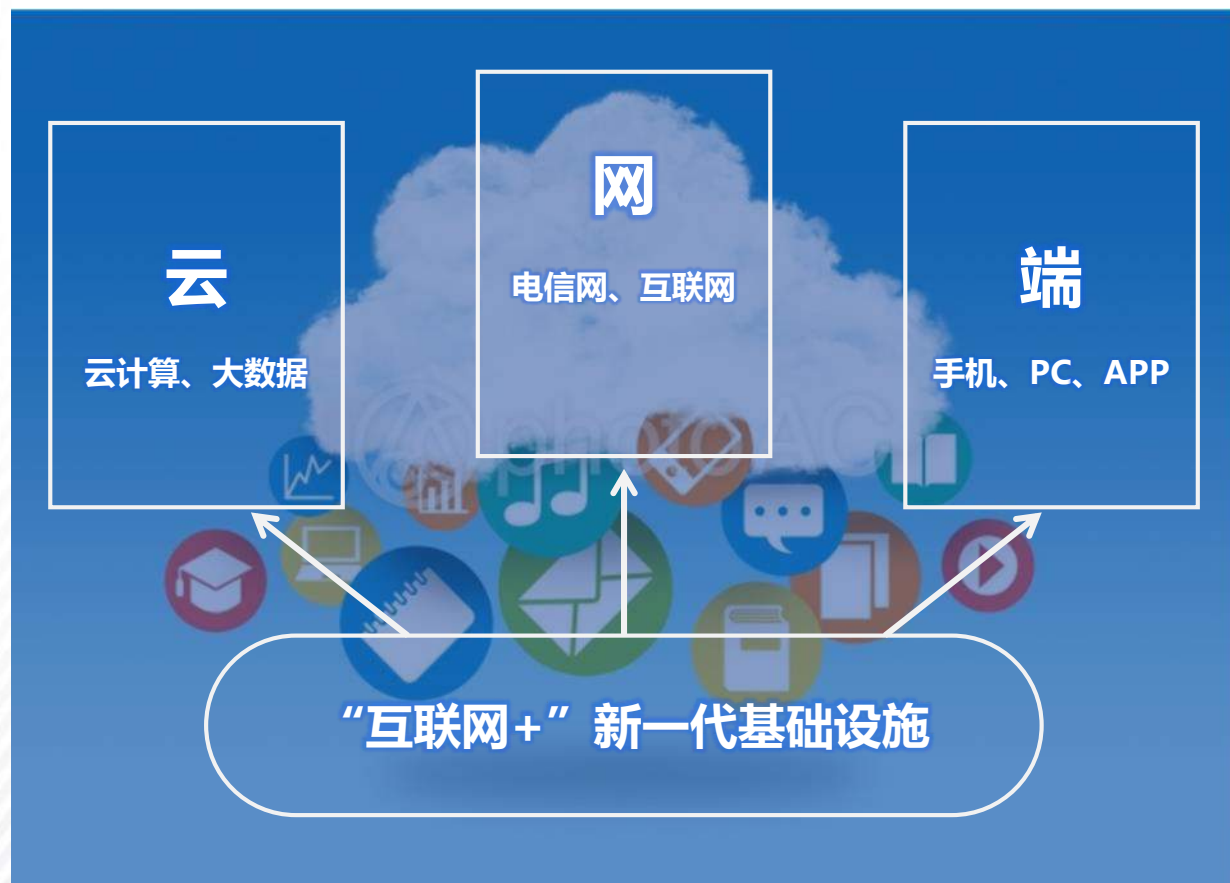 网
电信网、互联网
云
云计算、大数据
端
手机、PC、APP
photoAC
“互联网+”新一代基础设施